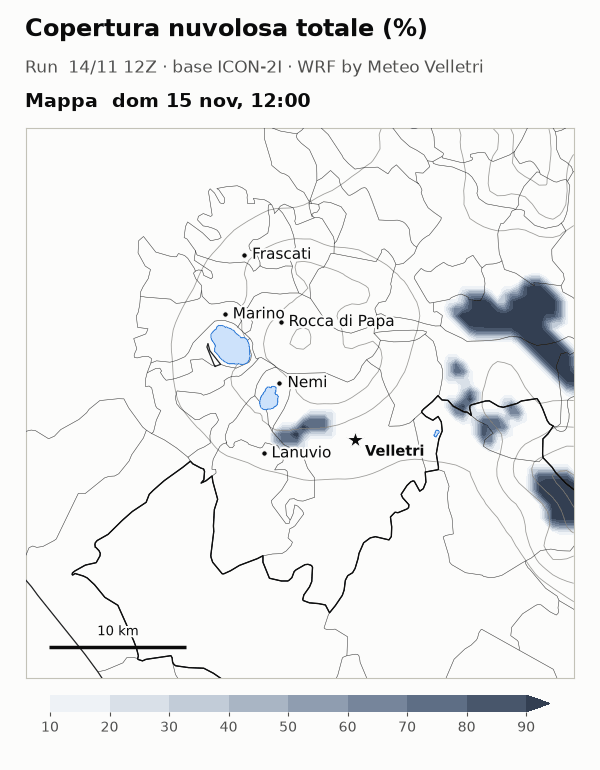 Copertura nuvolosa totale (%)
Run  14/11 12Z · base ICON-2I · WRF by Meteo Velletri
Mappa  dom 15 nov, 12:00
Frascati
Marino
Rocca di Papa
Nemi
Velletri
Lanuvio
10 km
10 20 30 40 50 60 70 80 90